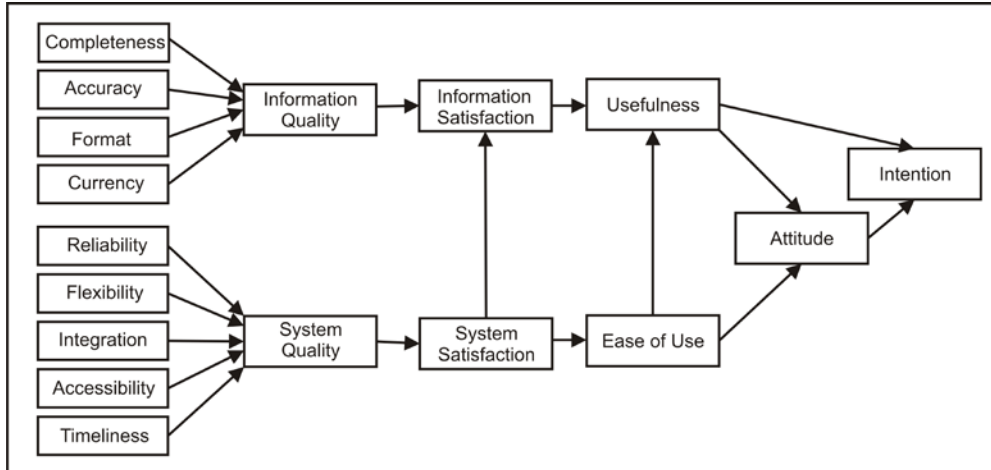 Completeness
Accuracy
Format
Currency
Information
Quality
Information
Satisfaction
Usefulness
Intention
Attitude
Reliability
Flexibility
Integration
Accessibility
Timeliness
System
Quality
System
Satisfaction
Ease of Use